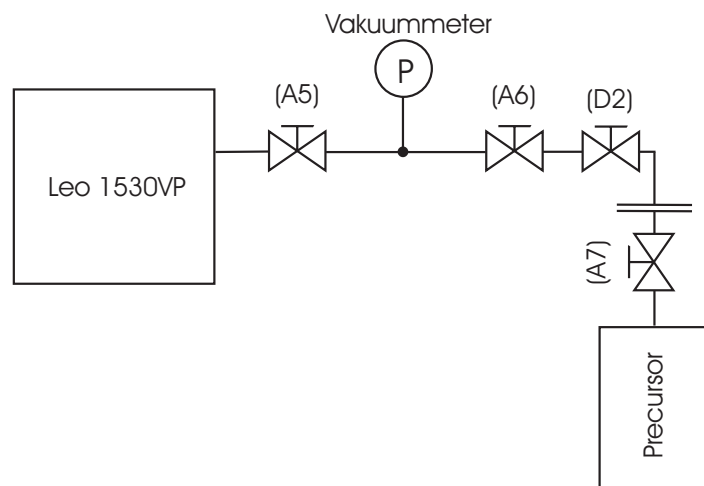 Vakuummeter
P
(A5)
(A6)
(D2)
Leo 1530VP
(A7)
Precursor